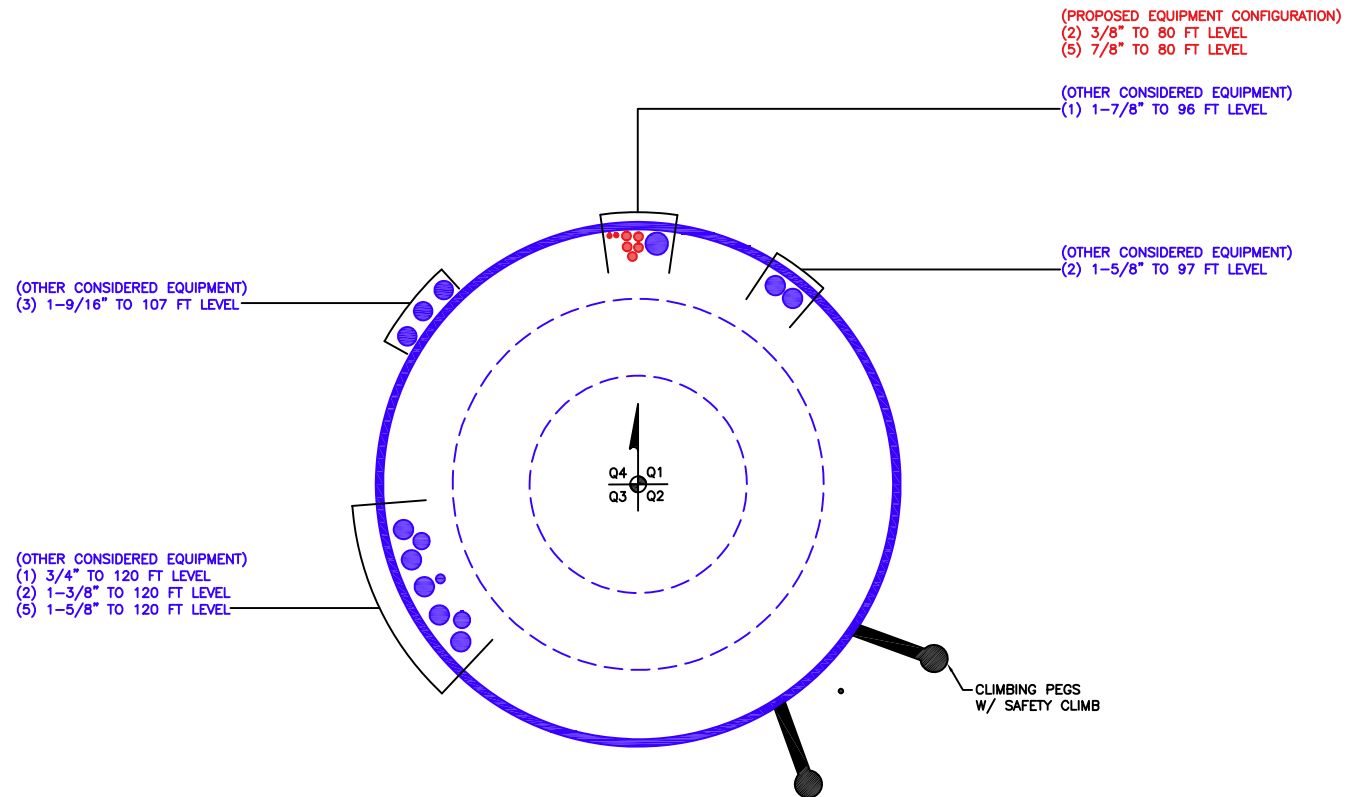 (PROPOSED EQUIPMENT CONFIGURATION)
(2) 3/8" TO 80 FT LEVEL
(5) 7/8" TO 80 FT LEVEL
(OTHER CONSIDERED EQUIPMENT)
(1) 1-7/8" TO 96 FT LEVEL
(OTHER CONSIDERED EQUIPMENT)
(2) 1-5/8" TO 97 FT LEVEL
(OTHER CONSIDERED EQUIPMENT)
(3) 1-9/16" TO 107 FT LEVEL
Q4 Q1
Q3 Q2
(OTHER CONSIDERED EQUIPMENT)
(1) 3/4" TO 120 FT LEVEL
(2) 1-3/8" TO 120 FT LEVEL
(5) 1-5/8" TO 120 FT LEVEL
CLIMBING PEGS
W/ SAFETY CLIMB